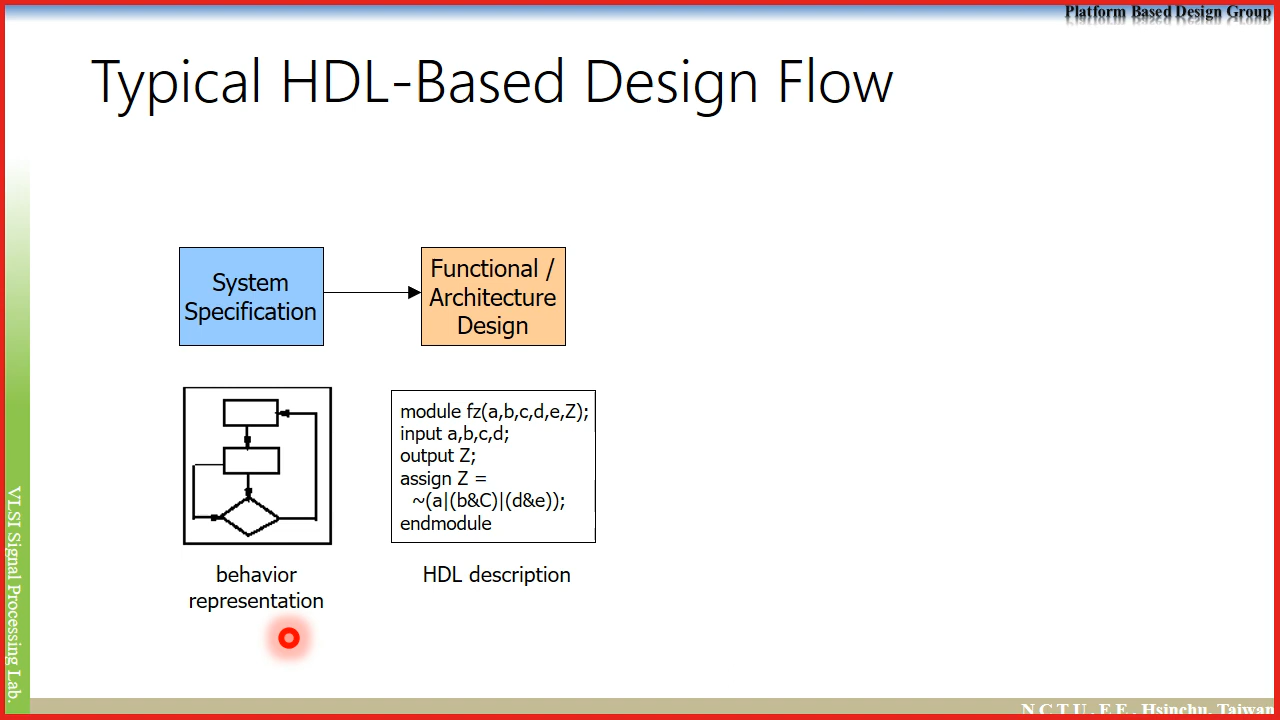 Platform Based Design Group
Typical HDL-Based Design Flow
System
Specification
Functional /
Architecture
Design
module fz(a,b,c,d,e,Z);
input a,b,c,d;
output Z;
assign Z =
~(a|(b&C)|(d&e));
endmodule
behavior
representation
HDL description
VLSI Signal Processing Lab.
N C T U . E E , Hsinchu, Taiwan